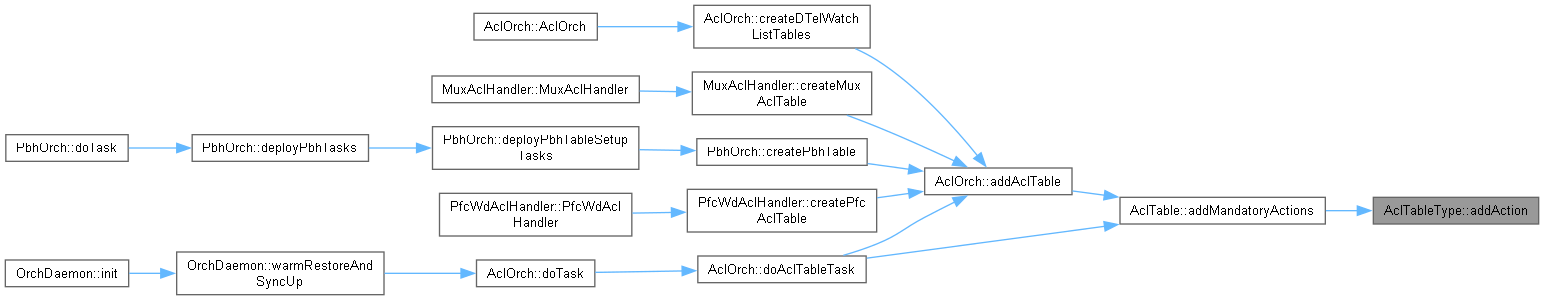 AclOrch::AclOrch
AclOrch::createDTelWatch
ListTables
MuxAclHandler::MuxAclHandler
MuxAclHandler::createMux
AclTable
PbhOrch::doTask
PbhOrch::deployPbhTasks
PbhOrch::deployPbhTableSetup
Tasks
PbhOrch::createPbhTable
AclOrch::addAclTable
PfcWdAclHandler::PfcWdAcl
Handler
PfcWdAclHandler::createPfc
AclTable
AclTable::addMandatoryActions
AclTableType::addAction
OrchDaemon::init
OrchDaemon::warmRestoreAnd
SyncUp
AclOrch::doTask
AclOrch::doAclTableTask